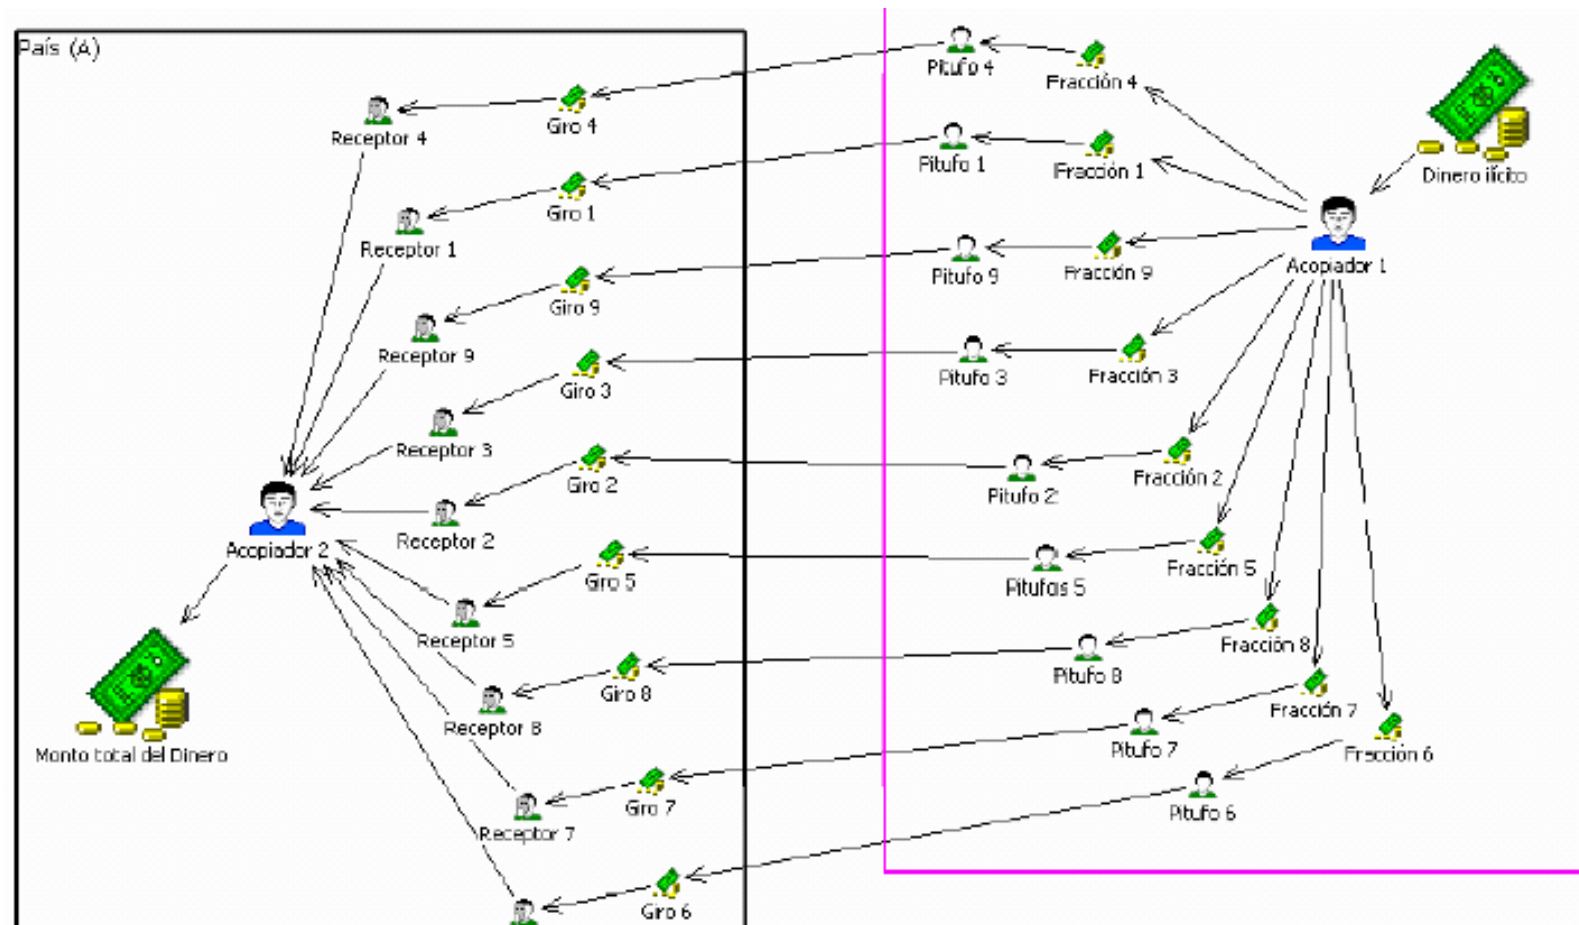 País (A)
Pitufo 4
Fracción 4
Giro 4
Receptor 4
Pitufo 1
Fracción 1
Dinero ilícito
Giro 1
Receptor 1
Pitufo 9
Fracción 9
Acopiador 1
Giro 9
Receptor 9
Pitufo 3
Fracción 3
Giro 3
Receptor 3
Giro 2
Pitufo 2
Fracción 2
Receptor 2
Acopiador 2
Giro 5
Pitufos 5
Fracción 5
Receptor 5
Giro 8
Pitufo 8
Fracción 8
Receptor 8
Fracción 7
Monto total del Dinero
Pitufo 7
Fracción 6
Giro 7
Receptor 7
Pitufo 6
Giro 6